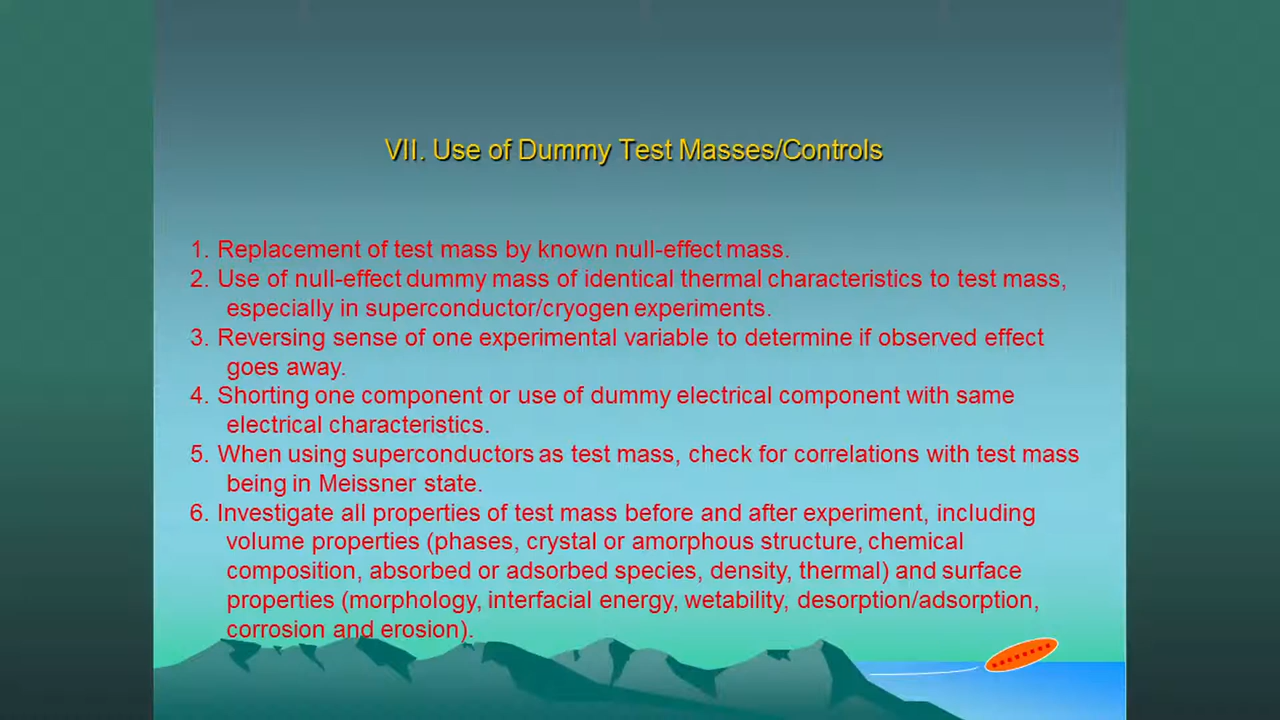 VII. Use of Dummy Test Masses/Controls
1. Replacement of test mass by known null-effect mass.
2. Use of null-effect dummy mass of identical thermal characteristics to test mass,
especially in superconductor/cryogen experiments.
3. Reversing sense of one experimental variable to determine if observed effect
goes away.
4. Shorting one component or use of dummy electrical component with same
electrical characteristics.
5. When using superconductors as test mass, check for correlations with test mass
being in Meissner state.
6. Investigate all properties of test mass before and after experiment, including
volume properties (phases, crystal or amorphous structure, chemical
composition, absorbed or adsorbed species, density, thermal) and surface
properties (morphology, interfacial energy, wetability, desorption/adsorption,
corrosion and erosion).